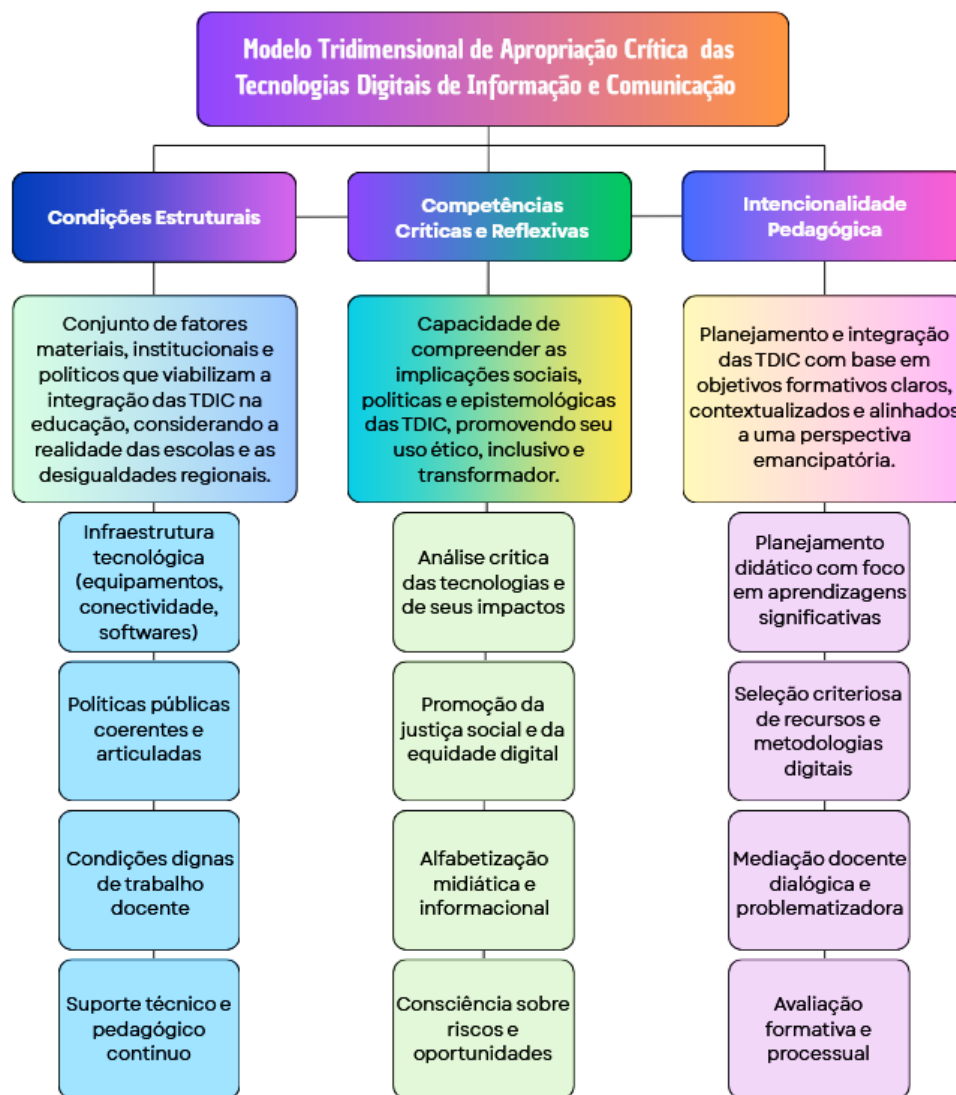 Modelo Tridimensional de Apropriação Crítica das
Tecnologias Digitais de Informação e Comunicação
Condições Estruturais
Competências
Críticas e Reflexivas
Intencionalidade
Pedagógica
Conjunto de fatores
materiais, institucionais e
políticos que viabilizam a
integração das TDIC na
educação, considerando a
realidade das escolas e as
desigualdades regionais.
Capacidade de
compreender as
implicações sociais,
políticas e epistemológicas
das TDIC, promovendo seu
uso ético, inclusivo e
transformador.
Planejamento e integração
das TDIC com base em
objetivos formativos claros,
contextualizados e alinhados
a uma perspectiva
emancipatória.
Infraestrutura
tecnológica
(equipamentos,
conectividade,
softwares)
Políticas públicas
coerentes e
articuladas
Condições dignas
de trabalho
docente
Suporte técnico e
pedagógico
contínuo
Análise crítica
das tecnologias e
de seus impactos
Promoção da
justiça social e da
equidade digital
Alfabetização
midiática e
informacional
Consciência sobre
riscos e
oportunidades
Planejamento
didático com foco
em aprendizagens
significativas
Seleção criteriosa
de recursos e
metodologias
digitais
Mediação docente
dialógica e
problematizadora
Avaliação
formativa e
processual